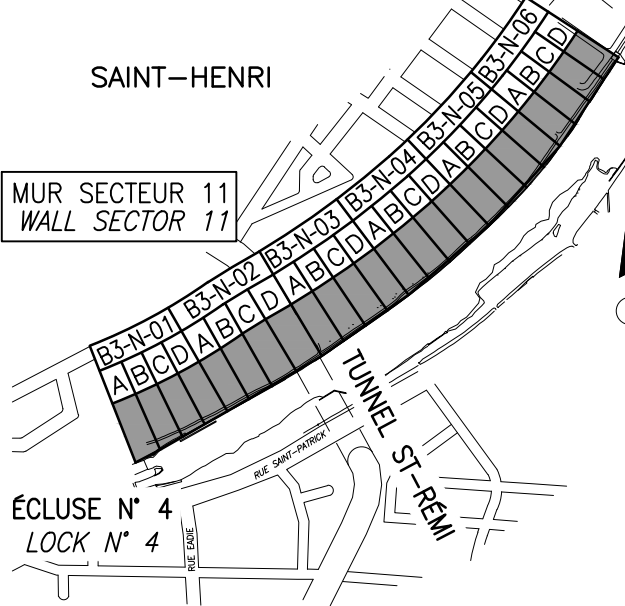 SAINT-HENRI
MUR SECTEUR 11
WALL SECTOR 11
B3-N-01
B3-N-02
B3-N-03
B3-N-04
B3-N-05
B3-N-06
A B C D A B C D A B C D A B C D A B C D A B C D
TUNNEL ST-RÉMI
RUE SAINT-PATRICK
RUE EADIE
ÉCLUSE N° 4
LOCK N° 4